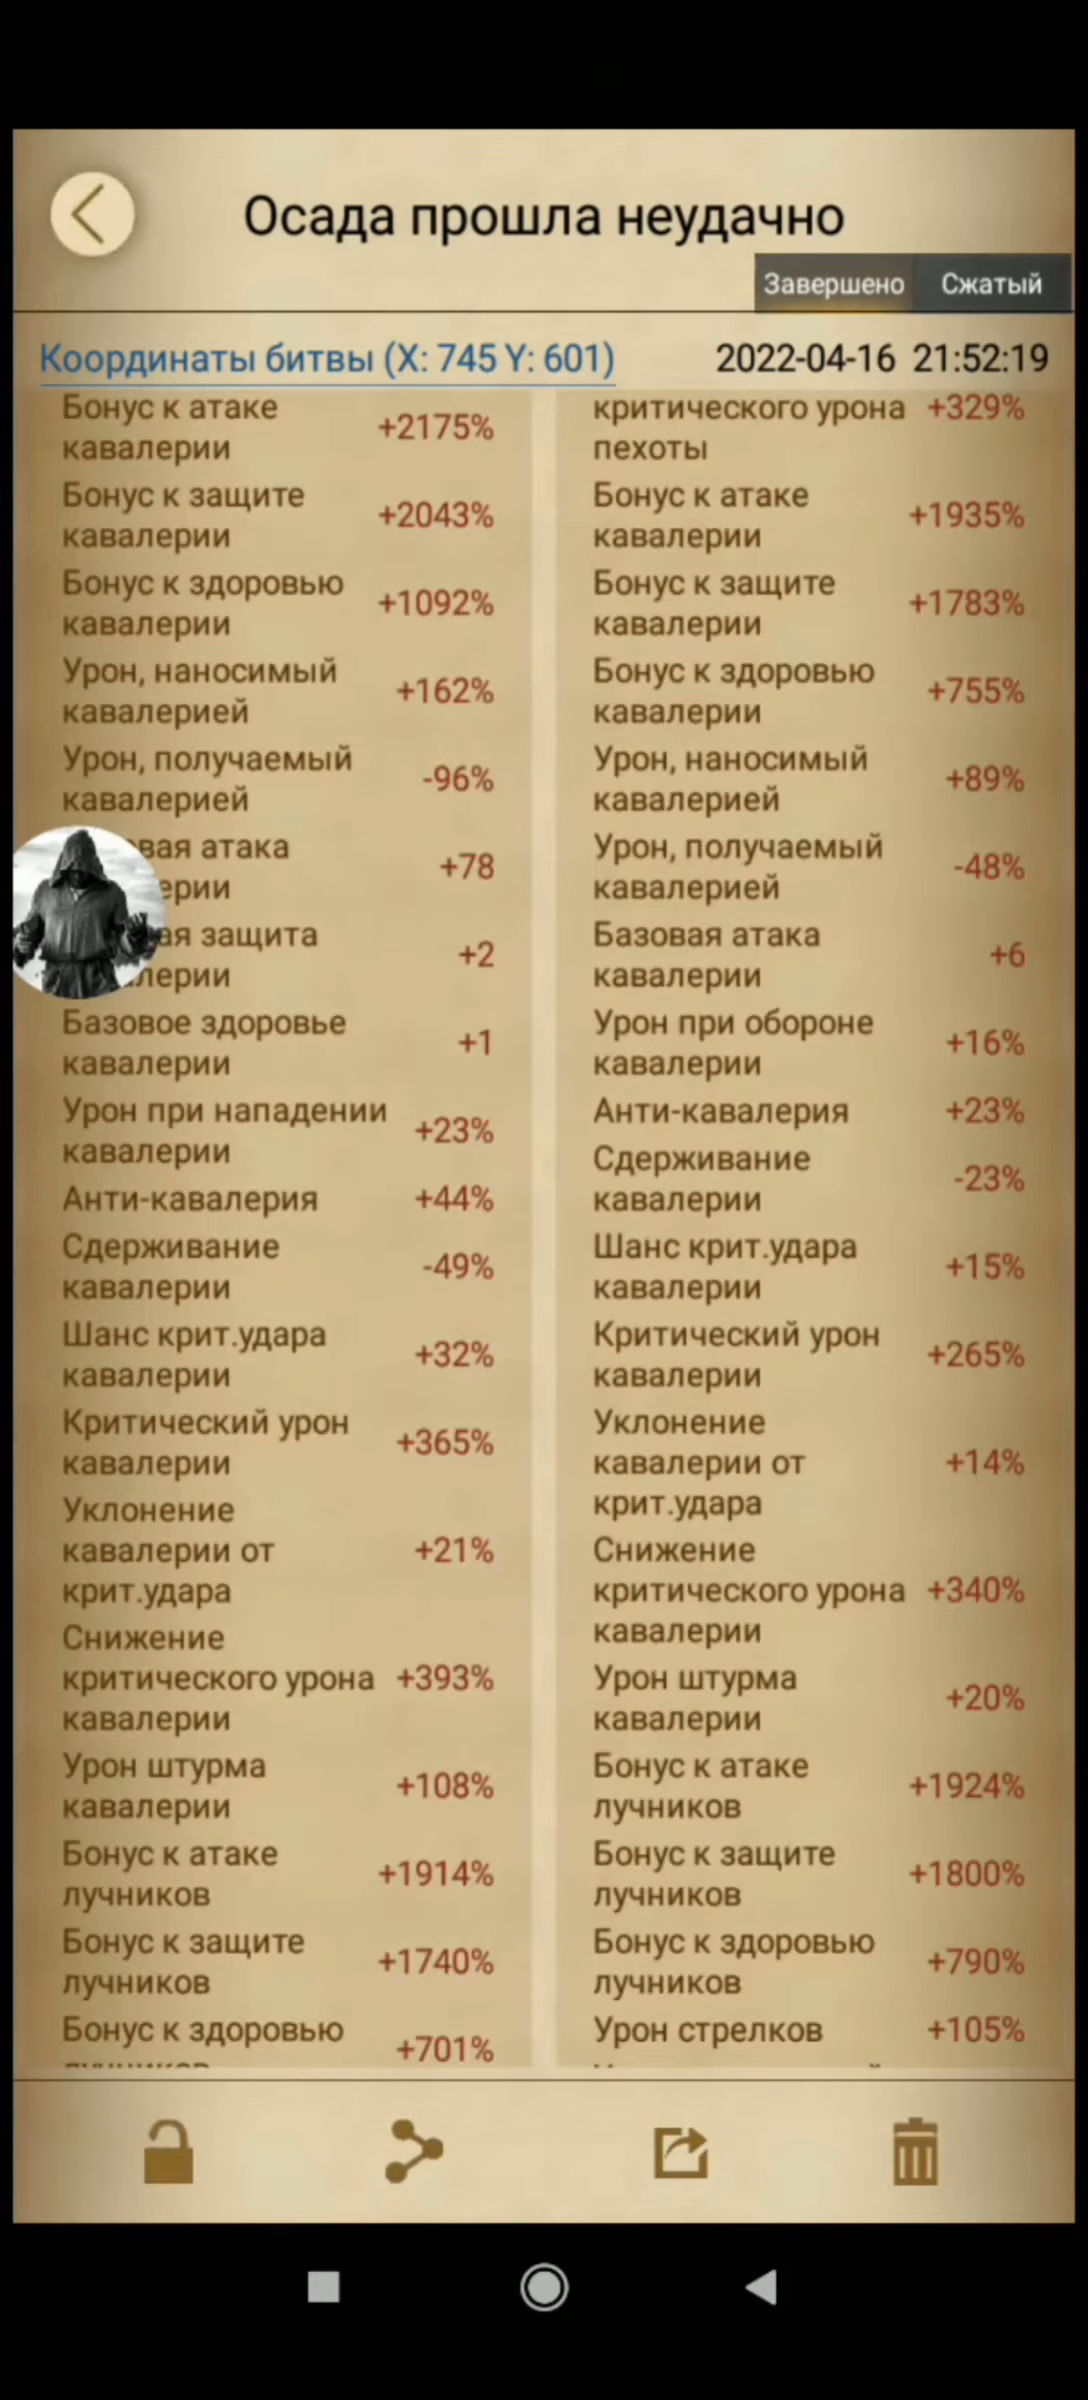 Осада прошла неудачно
Завершено Сжатый
Координаты битвы (X: 745 Y: 601) 2022-04-16 21:52:19
Бонус к атаке
кавалерии +2175%
Бонус к защите
кавалерии +2043%
Бонус к здоровью
кавалерии +1092%
Урон, наносимый
кавалерией +162%
Урон, получаемый
кавалерией -96%
атака
+78
защита
+2
Базовое здоровье
кавалерии +1
Урон при нападении
кавалерии +23%
Анти-кавалерия +44%
Сдерживание
кавалерии -49%
Шанс крит.удара
кавалерии +32%
Критический урон
кавалерии +365%
Уклонение
кавалерии от +21%
крит.удара
Снижение
критического урона +393%
кавалерии
Урон штурма
кавалерии +108%
Бонус к атаке
лучников +1914%
Бонус к защите
лучников +1740%
Бонус к здоровью
+701%
критического урона +329%
пехоты
Бонус к атаке
кавалерии +1935%
Бонус к защите
кавалерии +1783%
Бонус к здоровью
кавалерии +755%
Урон, наносимый
кавалерией +89%
Урон, получаемый
кавалерией -48%
Базовая атака
кавалерии +6
Урон при обороне
кавалерии +16%
Анти-кавалерия +23%
Сдерживание
кавалерии -23%
Шанс крит.удара
кавалерии +15%
Критический урон
кавалерии +265%
Уклонение
кавалерии от +14%
крит.удара
Снижение
критического урона +340%
кавалерии
Урон штурма
кавалерии +20%
Бонус к атаке
лучников +1924%
Бонус к защите
лучников +1800%
Бонус к здоровью
лучников +790%
Урон стрелков +105%